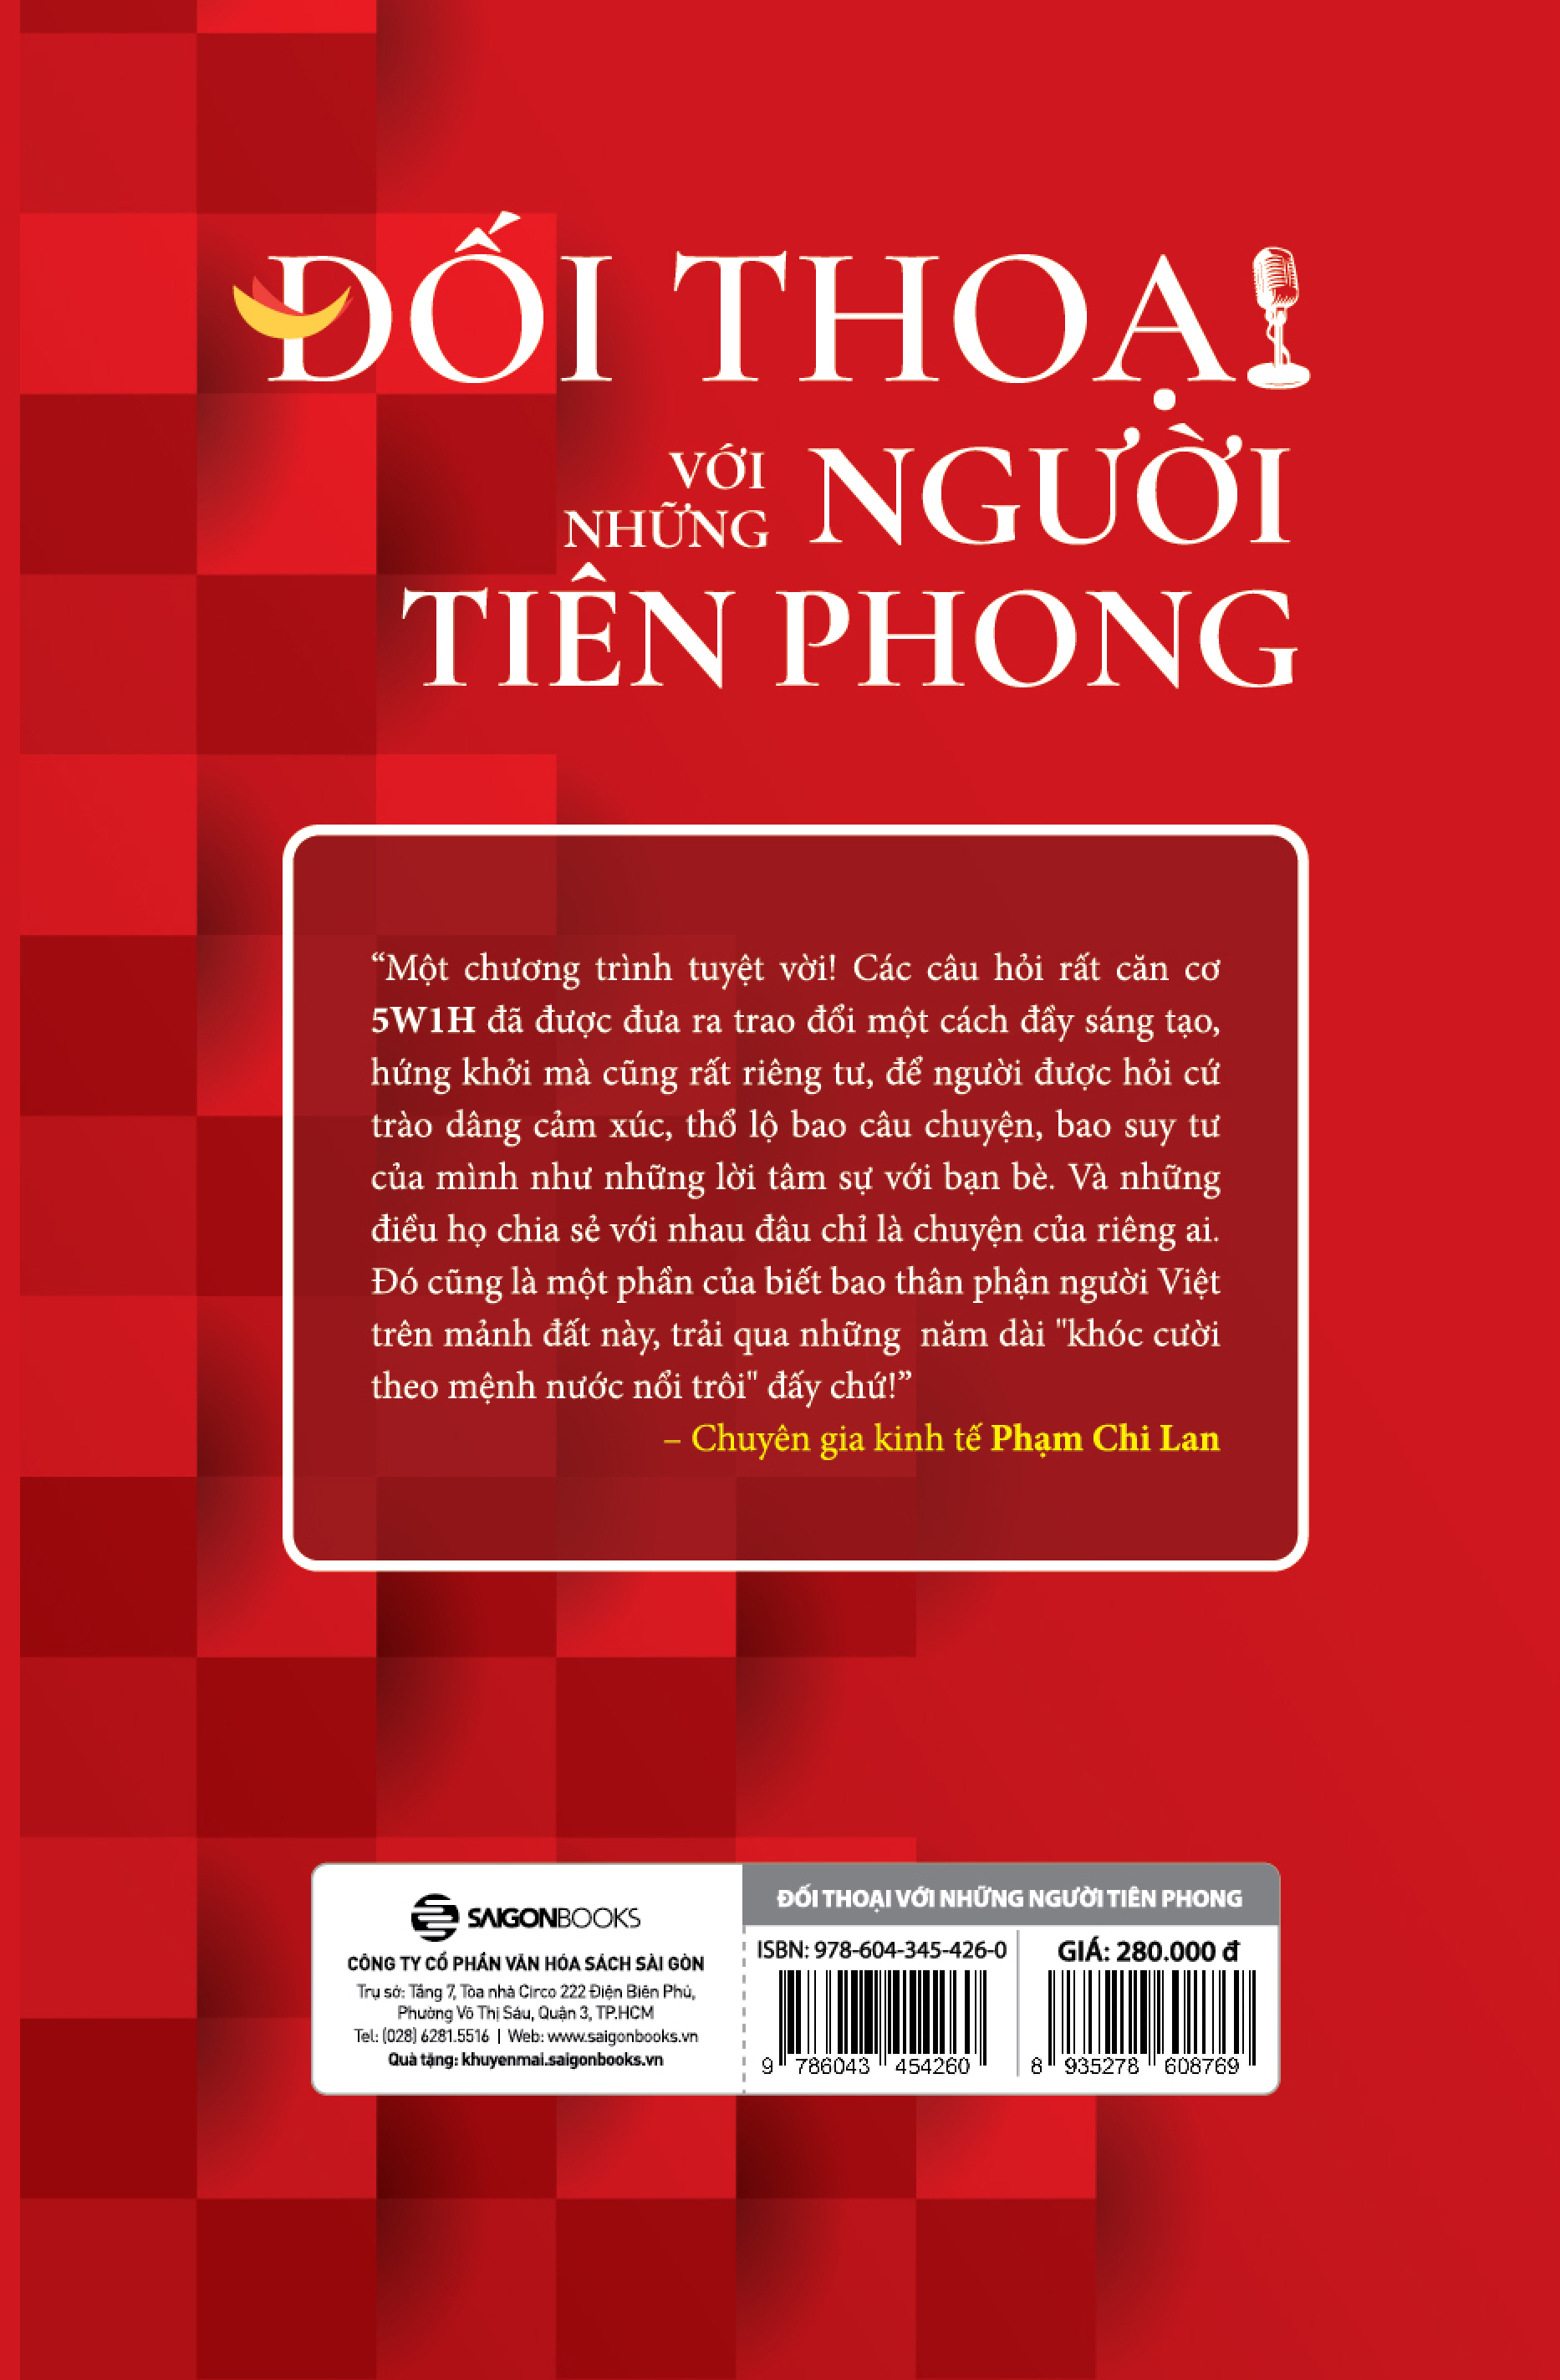 ĐỐI THOẠI
VỚI
NHỮNG
NGƯỜI
TIÊN PHONG
“Một chương trình tuyệt vời! Các câu hỏi rất căn cơ
5W1H đã được đưa ra trao đổi một cách đầy sáng tạo,
hứng khởi mà cũng rất riêng tư, để người được hỏi cứ
trào dâng cảm xúc, thổ lộ bao câu chuyện, bao suy tư
của mình như những lời tâm sự với bạn bè. Và những
điều họ chia sẻ với nhau đâu chỉ là chuyện của riêng ai.
Đó cũng là một phần của biết bao thân phận người Việt
trên mảnh đất này, trải qua những năm dài "khóc cười
theo mệnh nước nổi trôi" đấy chứ!”
– Chuyên gia kinh tế Phạm Chi Lan
SAIGONBOOKS
CÔNG TY CỔ PHẦN VĂN HÓA SÁCH SÀI GÒN
Trụ sở: Tầng 7, Tòa nhà Circo 222 Điện Biên Phủ,
Phường Võ Thị Sáu, Quận 3, TP.HCM
Tel: (028) 6281.5516 | Web: www.saigonbooks.vn
Quà tặng: khuyenmai.saigonbooks.vn
ĐỐI THOẠI VỚI NHỮNG NGƯỜI TIÊN PHONG
ISBN: 978-604-345-426-0
9 786043 454260
GIÁ: 280.000 đ
8 935278 608769